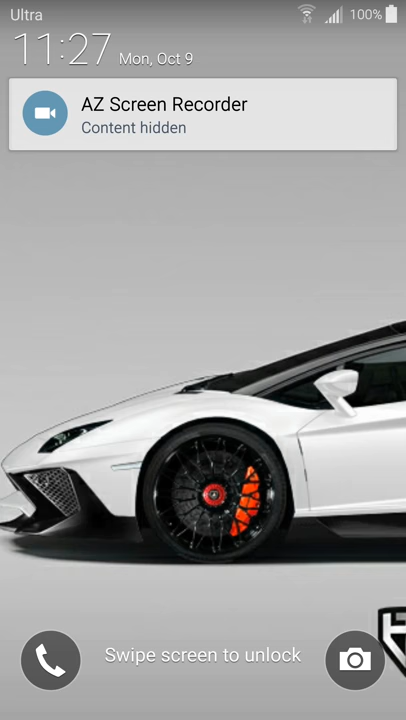 Ultra
100%
11:27 Mon, Oct 9
AZ Screen Recorder
Content hidden
Swipe screen to unlock